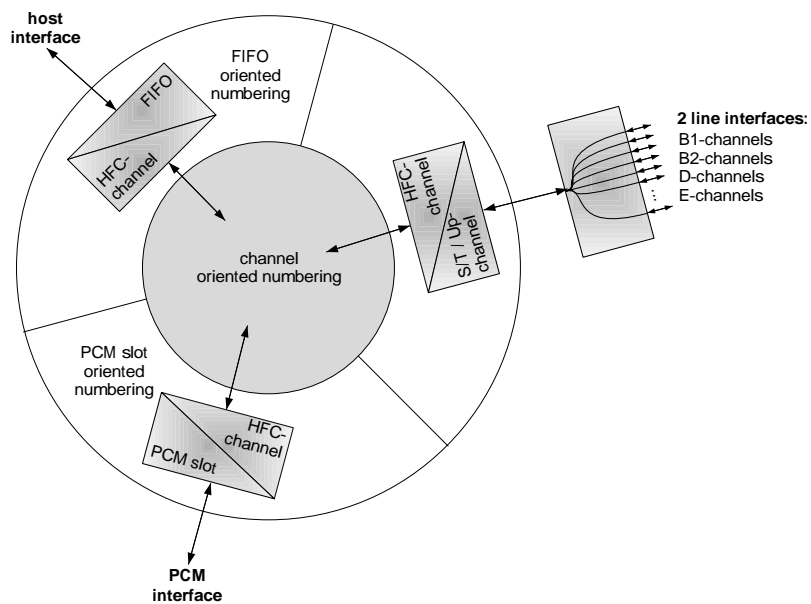 host
interface
FIFO
oriented
numbering
FIFO
HFC-
channel
2 line interfaces:
B1-channels
B2-channels
D-channels
....
E-channels
HFC-
channel
S/T / Up-
channel
channel
oriented numbering
PCM slot
oriented
numbering
HFC-
channel
PCM slot
PCM
interface